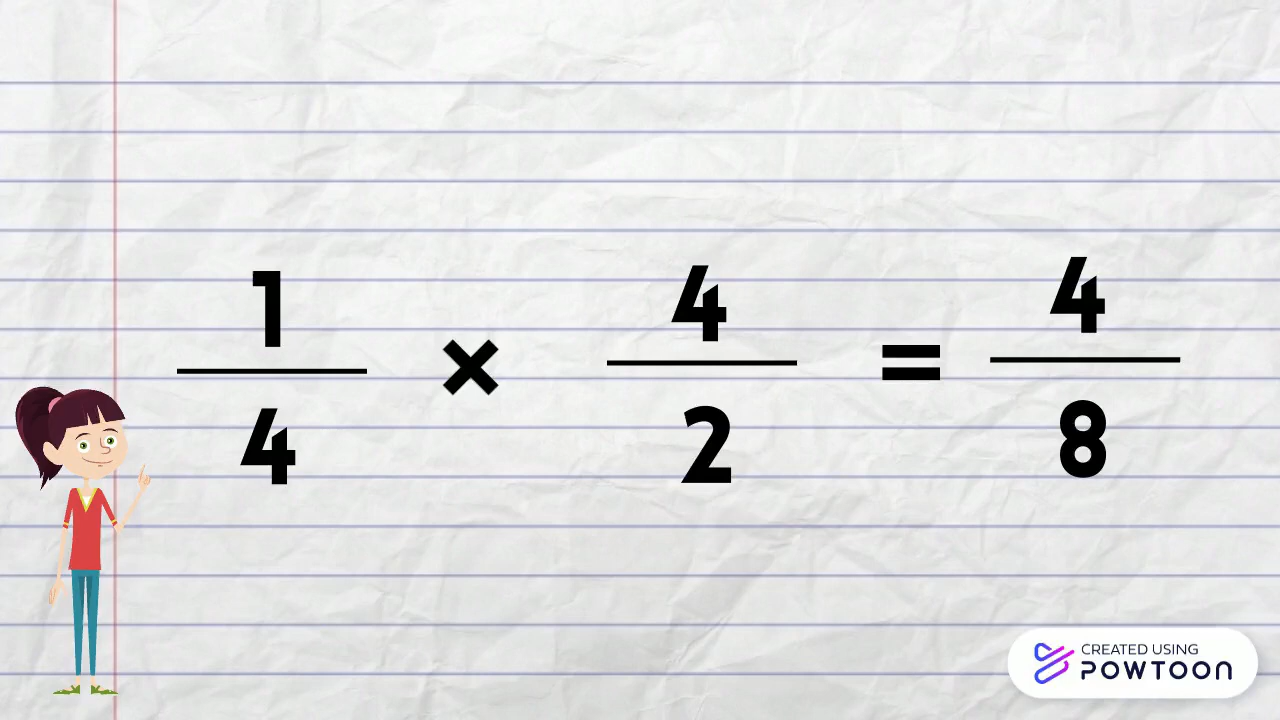 1/4 × 4/2 = 4/8
CREATED USING
POWTOON